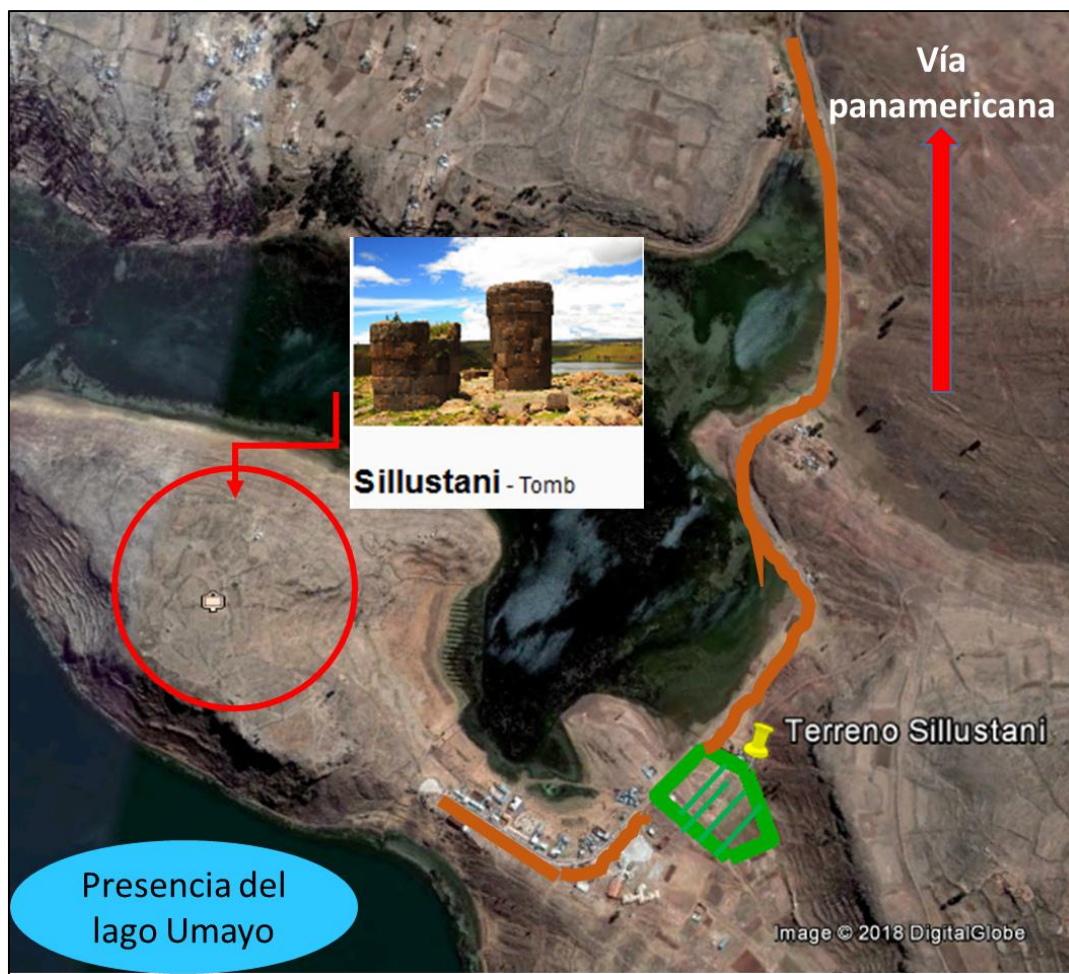 Vía
panamericana
Sillustani - Tomb
Terreno Sillustani
Presencia del
lago Umayo
Image © 2018 DigitalGlobe